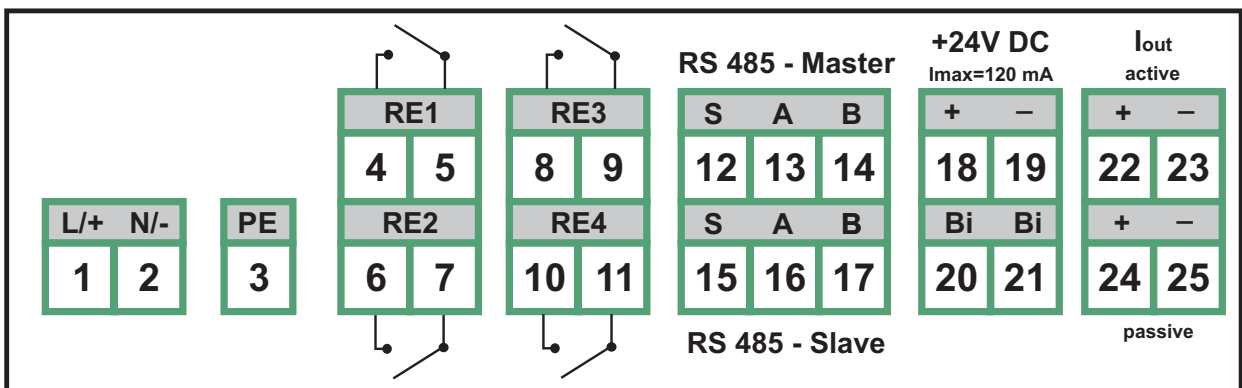 +24V DC Iout
RS 485 - Master Imax=120 mA active
RE1 RE3 S A B + – + –
4 5 8 9 12 13 14 18 19 22 23
L/+ N/- PE RE2 RE4 S A B Bi Bi + –
1 2 3 6 7 10 11 15 16 17 20 21 24 25
RS 485 - Slave passive